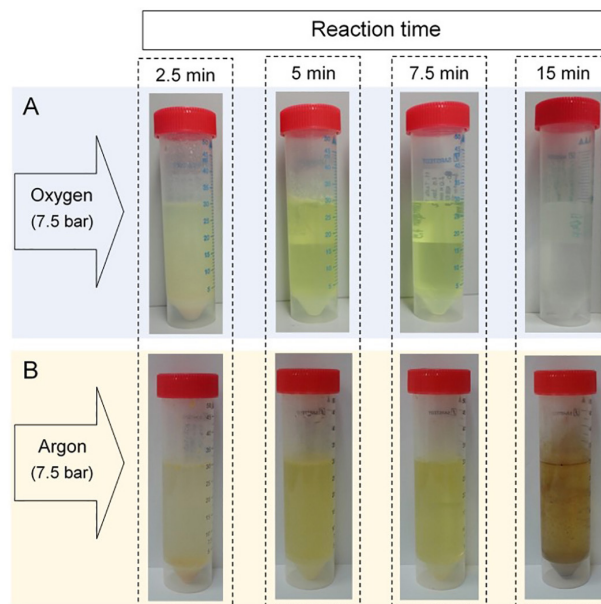 Reaction time
2.5 min
5 min
7.5 min
15 min
A
Oxygen
(7.5 bar)
B
Argon
(7.5 bar)